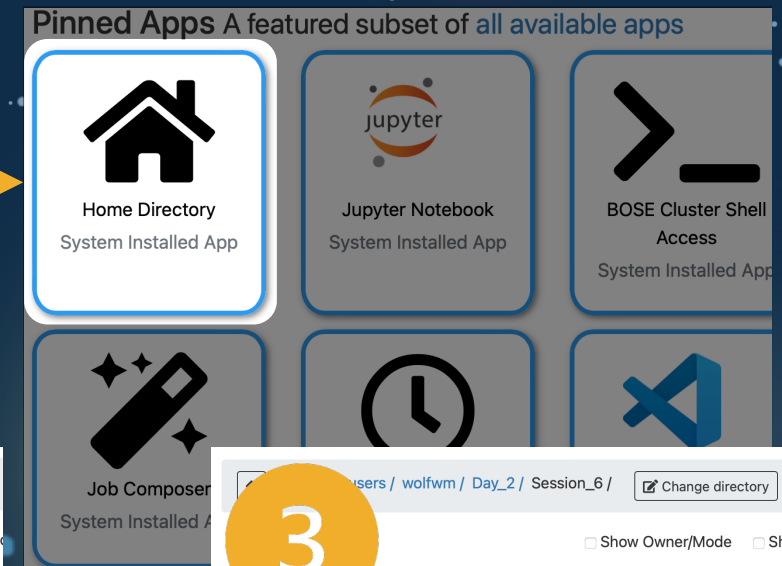 Pinned Apps A featured subset of all available apps
Home Directory
System Installed App
jupyter
Jupyter Notebook
System Installed App
BOSE Cluster Shell
Access
System Installed App
Job Composer
System Installed
3
users / wolfwm / Day_2 / Session_6 /
Change directory
Show Owner/Mode